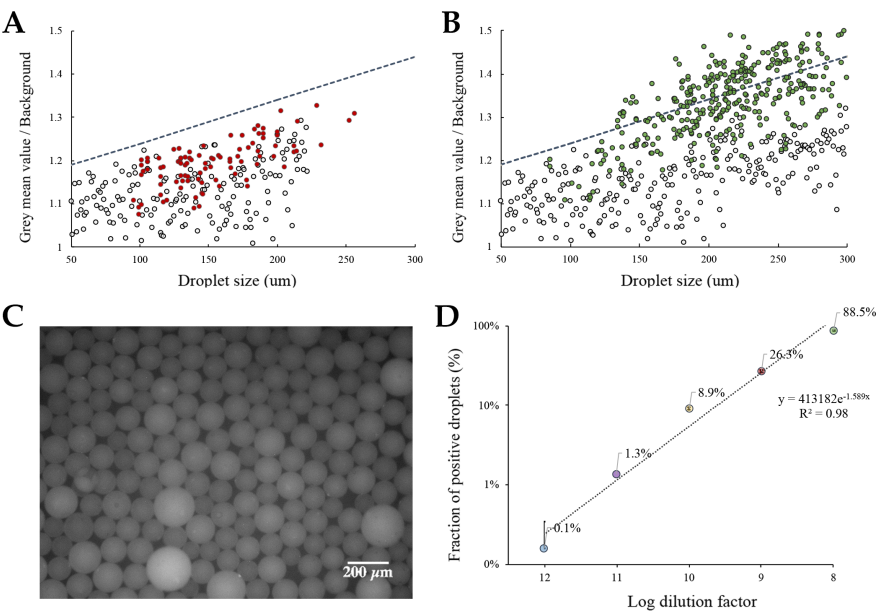 A
1.5
1.4
1.3
1.2
1.1
1
50
100
150
200
250
300
Grey mean value / Background
Droplet size (um)
B
1.5
1.4
1.3
1.2
1.1
1
50
100
150
200
250
300
Grey mean value / Background
Droplet size (um)
C
200 µm
D
100%
10%
1%
0%
12
11
10
9
8
Fraction of positive droplets (%)
Log dilution factor
0.1%
1.3%
8.9%
26.3%
88.5%
y = 413182e-1.589x
R² = 0.98